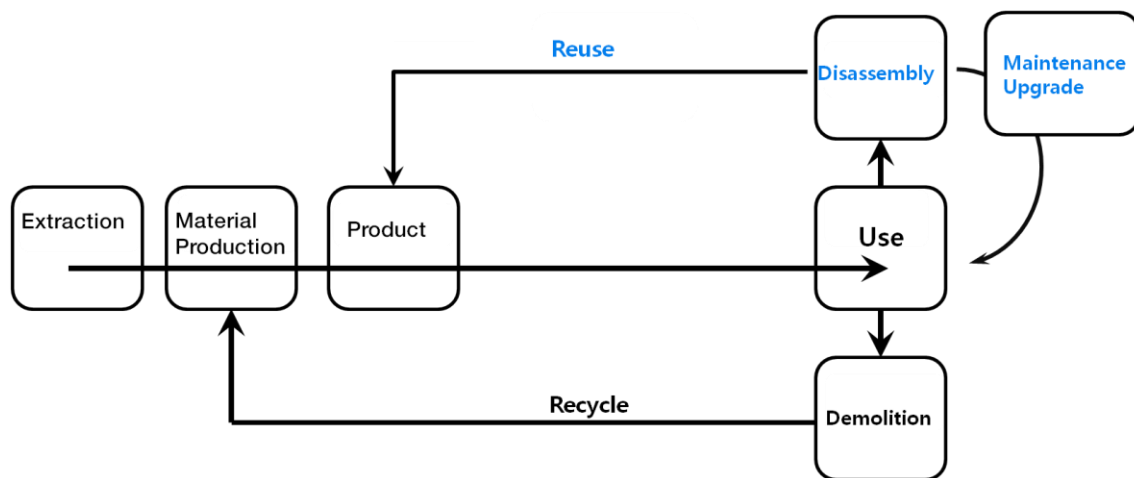 Reuse
Disassembly
Maintenance
Upgrade
Extraction
Material
Production
Product
Use
Recycle
Demolition